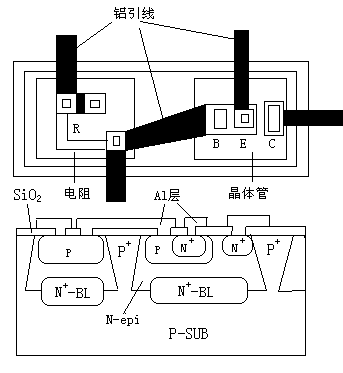 铝引线
R
B E C
电阻 晶体管
SiO₂ Al层
P P⁺ P N⁺ N⁺ P⁺
N⁺-BL N⁺-BL
N-epi
P-SUB